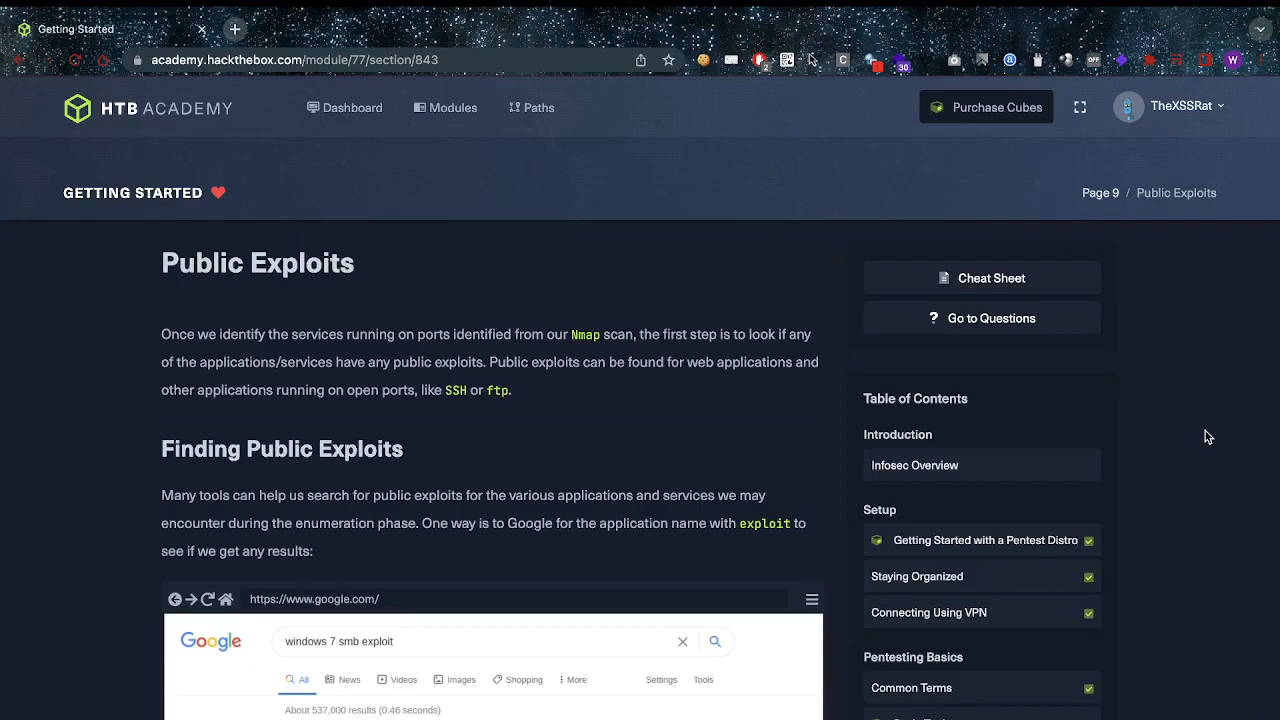 Getting Started
academy.hackthebox.com/module/77/section/843
2
C
1
30
OFF
W
HTB ACADEMY
Dashboard
Modules
Paths
Purchase Cubes
TheXSSRat
GETTING STARTED
Page 9 / Public Exploits
Public Exploits
Once we identify the services running on ports identified from our Nmap scan, the first step is to look if any
of the applications/services have any public exploits. Public exploits can be found for web applications and
other applications running on open ports, like SSH or ftp.
Finding Public Exploits
Many tools can help us search for public exploits for the various applications and services we may
encounter during the enumeration phase. One way is to Google for the application name with exploit to
see if we get any results:
https://www.google.com/
Google
windows 7 smb exploit
All
News
Videos
Images
Shopping
More
Settings
Tools
About 537,000 results (0.46 seconds)
Cheat Sheet
? Go to Questions
Table of Contents
Introduction
Infosec Overview
Setup
Getting Started with a Pentest Distro
Staying Organized
Connecting Using VPN
Pentesting Basics
Common Terms